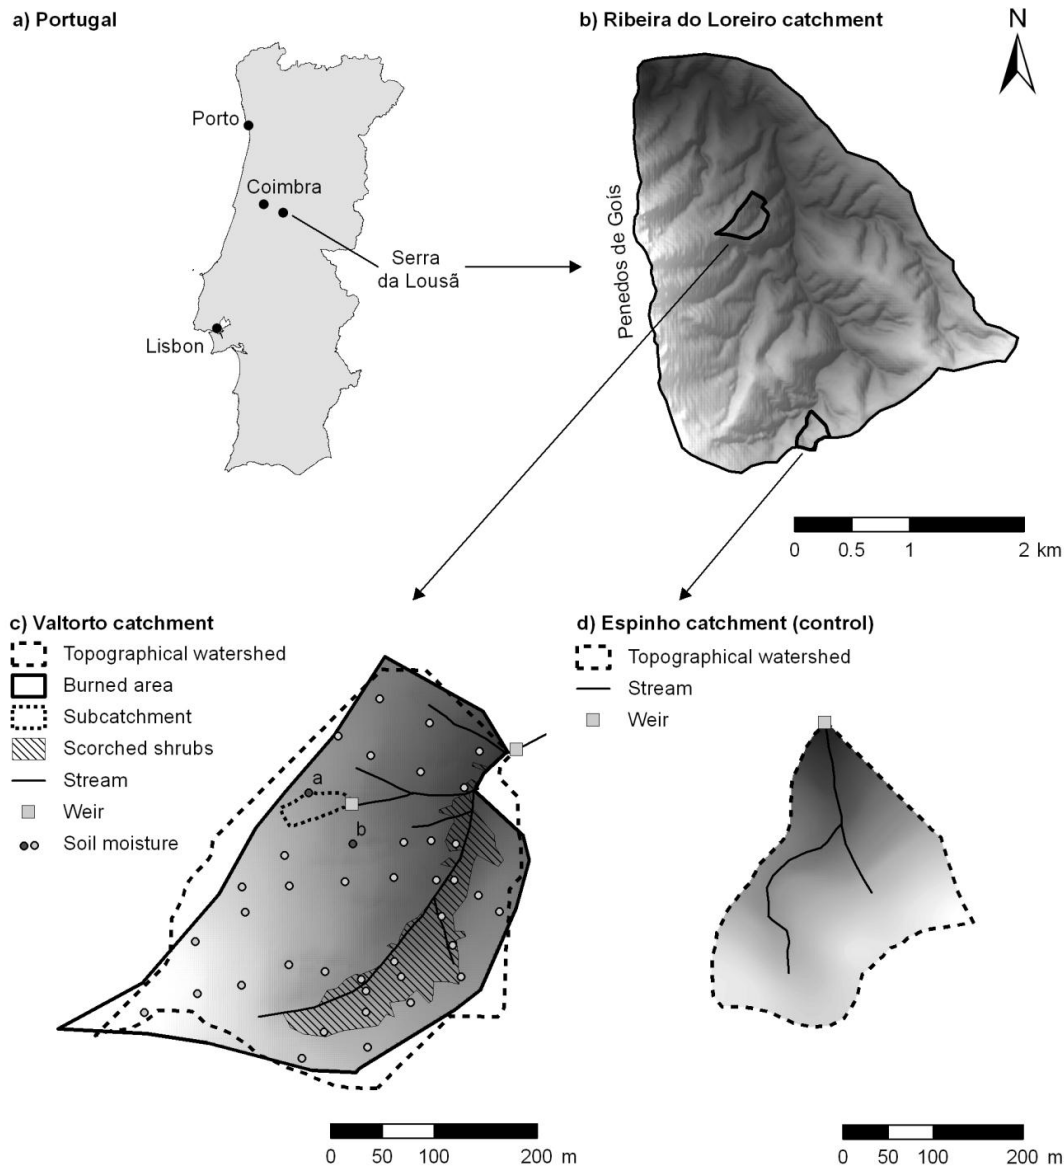 a) Portugal
b) Ribeira do Loreiro catchment
N
Porto
Coimbra
Serra
da Lousã
Lisbon
Penedos de Goís
0 0.5 1 2 km
c) Valtorto catchment
Topographical watershed
Burned area
Subcatchment
Scorched shrubs
Stream
Weir
Soil moisture
a
b
0 50 100 200 m
d) Espinho catchment (control)
Topographical watershed
Stream
Weir
0 50 100 200 m